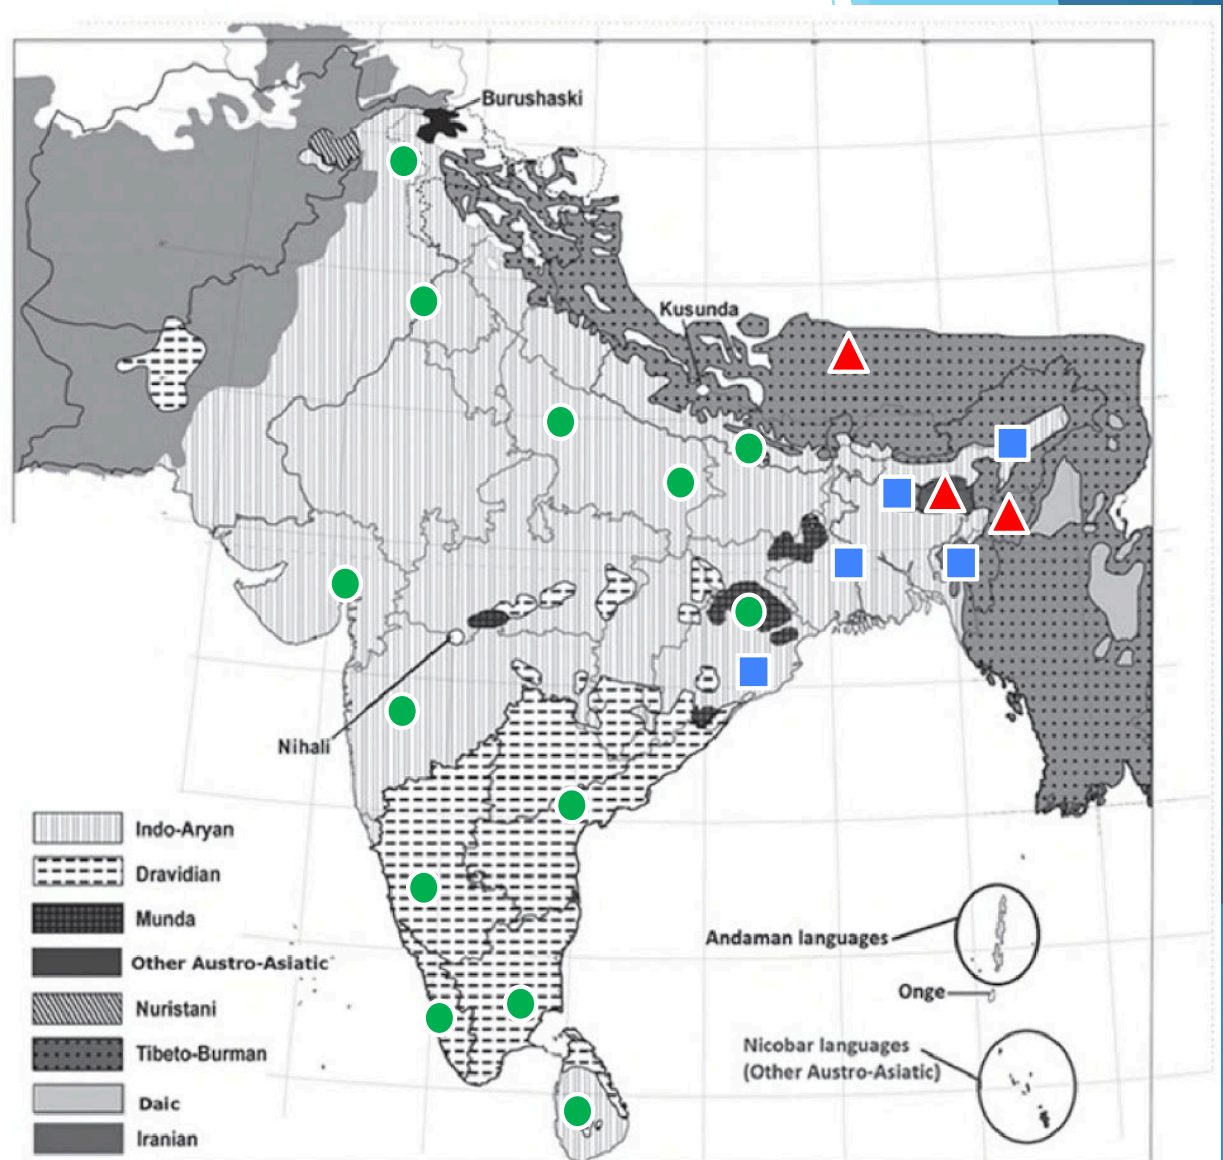 Burushaski
Kusunda
Nihali
Indo-Aryan
Dravidian
Munda
Other Austro-Asiatic
Nuristani
Tibeto-Burman
Daic
Iranian
Andaman languages
Onge
Nicobar languages
(Other Austro-Asiatic)